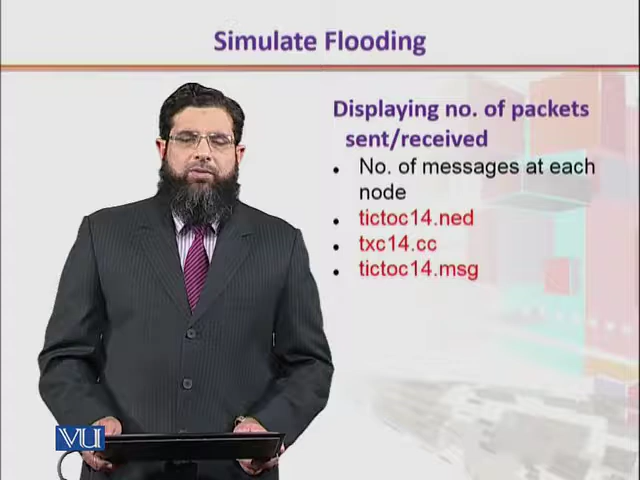 Simulate Flooding
Displaying no. of packets
sent/received
• No. of messages at each
node
• tictoc14.ned
• txc14.cc
• tictoc14.msg
VU